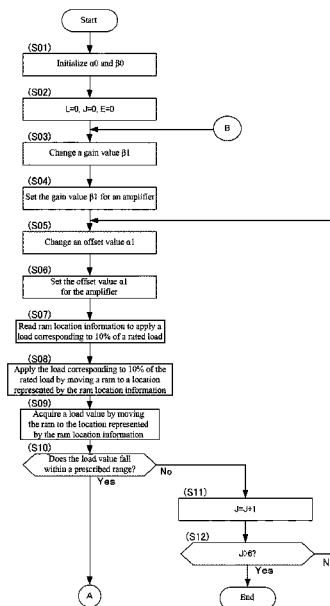 Start
(S01)
Initialize α0 and β0
(S02)
L=0, J=0, E=0
B
(S03)
Change a gain value β1
(S04)
Set the gain value β1 for an amplifier
(S05)
Change an offset value α1
(S06)
Set the offset value α1
for the amplifier
(S07)
Read ram location information to apply a
load corresponding to 10% of a rated load
(S08)
Apply the load corresponding to 10% of the
rated load by moving a ram to a location
represented by the ram location information
(S09)
Acquire a load value by moving
the ram to the location represented
by the ram location information
(S10)
Does the load value fall
within a prescribed range?
No
Yes
(S11)
J=J+1
(S12)
J>6?
N
Yes
A
End